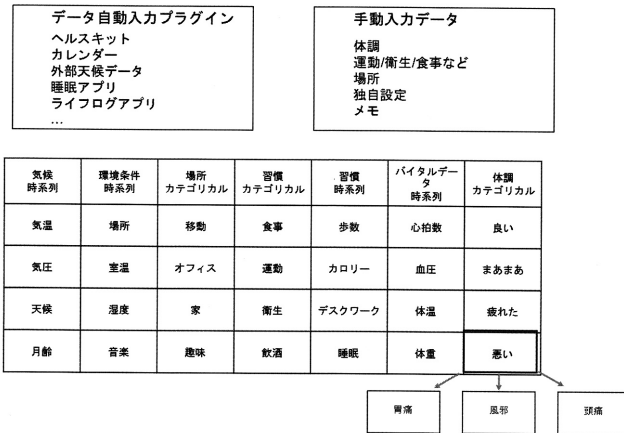 データ自動入力プラグイン
ヘルスキット
カレンダー
外部天候データ
睡眠アプリ
ライフログアプリ
…
手動入力データ
体調
運動/衛生/食事など
場所
独自設定
メモ
気候
時系列
環境条件
時系列
場所
カテゴリカル
習慣
カテゴリカル
習慣
時系列
バイタルデー
タ
時系列
体調
カテゴリカル
気温 場所 移動 食事 歩数 心拍数 良い
気圧 室温 オフィス 運動 カロリー 血圧 まあまあ
天候 湿度 家 衛生 デスクワーク 体温 疲れた
月齢 音楽 趣味 飲酒 睡眠 体重 悪い
胃痛 風邪 頭痛